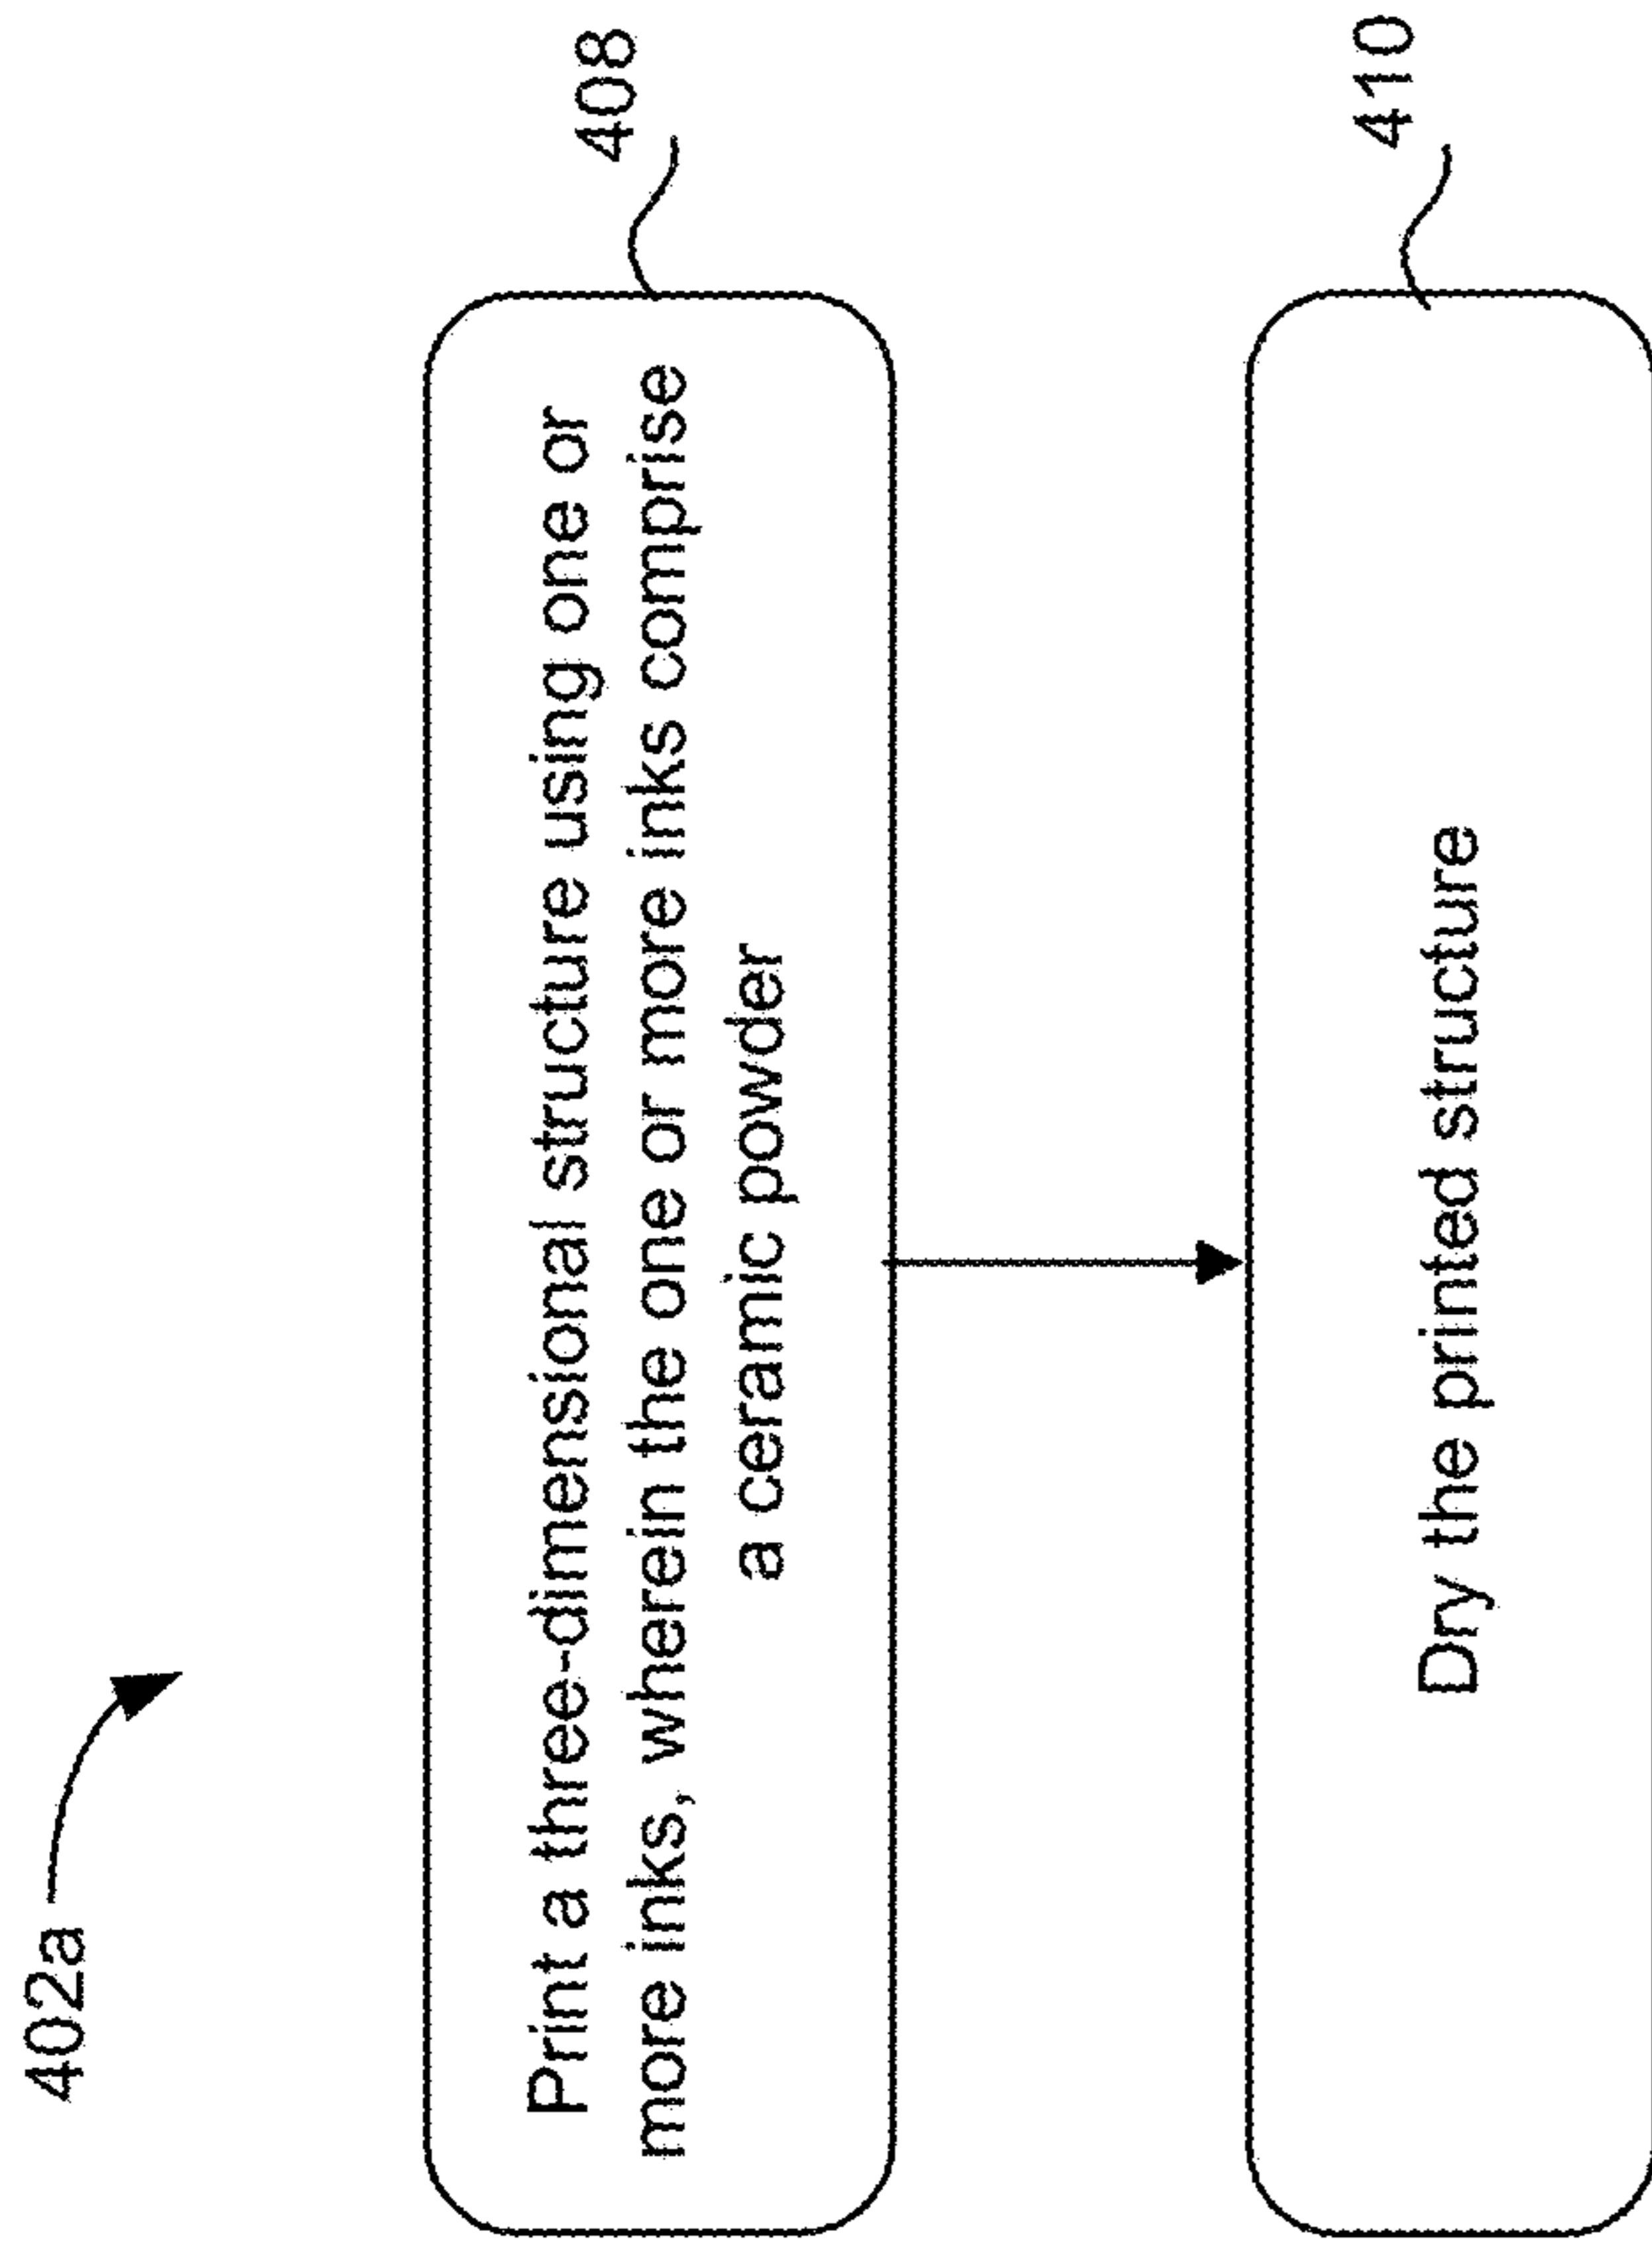 402a
Print a three-dimensional structure using one or
more inks, wherein the one or more inks comprise
a ceramic powder
408
Dry the printed structure
410